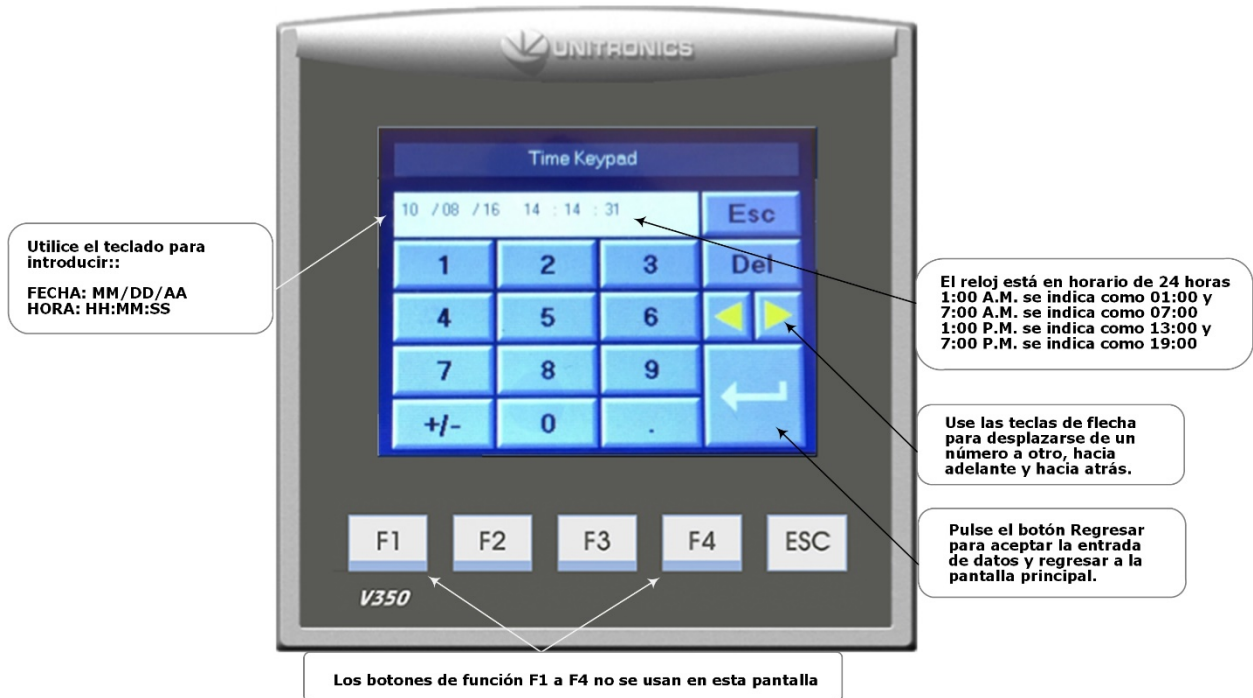 UNITRONICS
Time Keypad
10 /08 /16 14 : 14 : 31
Esc
1 2 3 Del
4 5 6
7 8 9
+/- 0 .
F1 F2 F3 F4 ESC
V350
Utilice el teclado para
introducir::
FECHA: MM/DD/AA
HORA: HH:MM:SS
El reloj está en horario de 24 horas
1:00 A.M. se indica como 01:00 y
7:00 A.M. se indica como 07:00
1:00 P.M. se indica como 13:00 y
7:00 P.M. se indica como 19:00
Use las teclas de flecha
para desplazarse de un
número a otro, hacia
adelante y hacia atrás.
Pulse el botón Regresar
para aceptar la entrada
de datos y regresar a la
pantalla principal.
Los botones de función F1 a F4 no se usan en esta pantalla